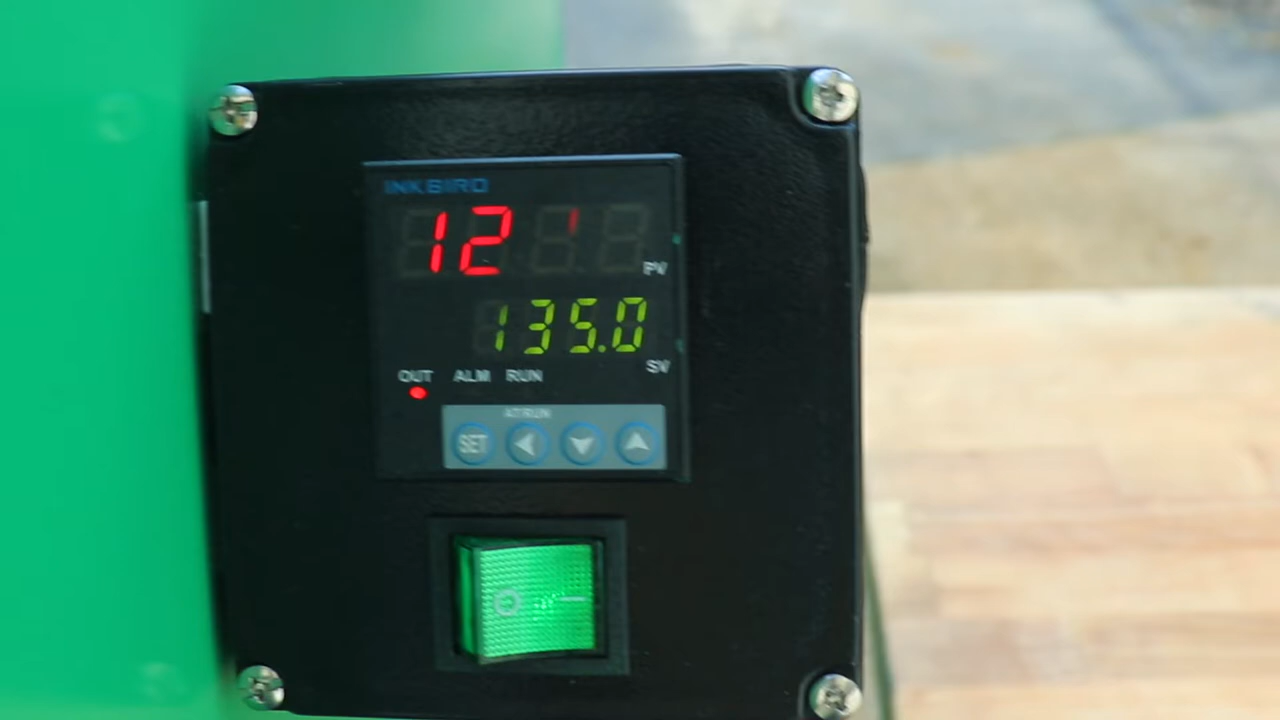 INKBIRD
12
PV
135.0
SV
OUT ALM RUN
AT/RUN
SET